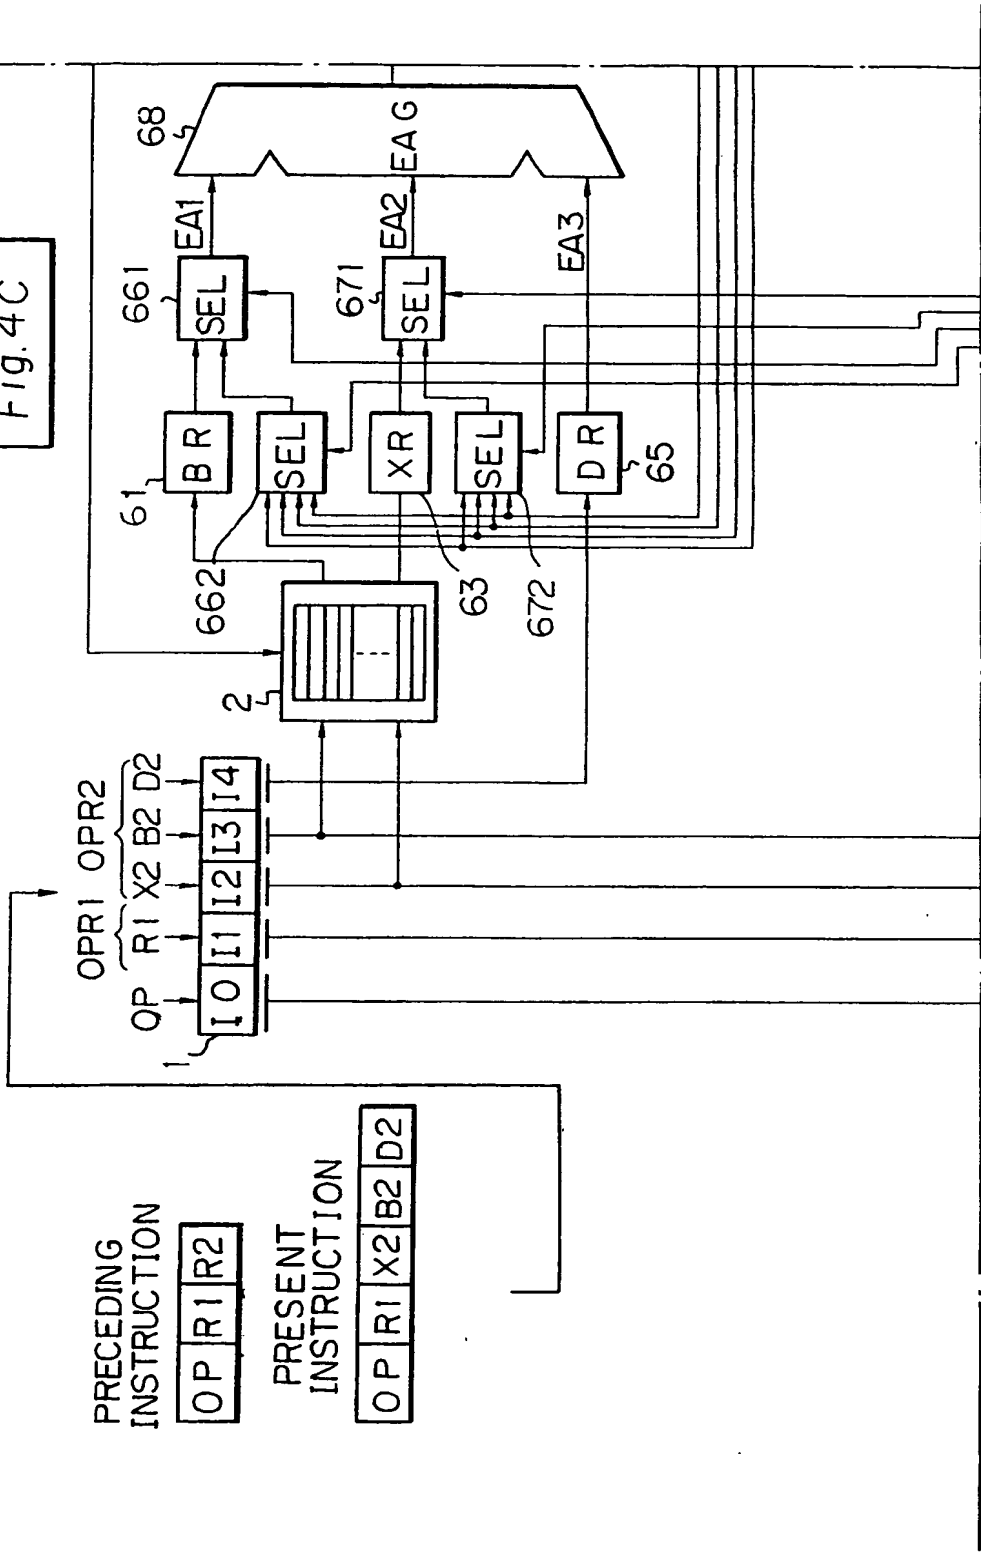 Fig. 4C
PRECEDING
INSTRUCTION
OP R1 R2
PRESENT
INSTRUCTION
OP R1 X2 B2 D2
OPR1 OPR2
OP R1 X2 B2 D2
1
I0 I1 I2 I3 I4
2
61
BR
662
SEL
XR
63
SEL
672
DR
65
661
SEL
671
SEL
EA1
EA2
EA3
68
EAG